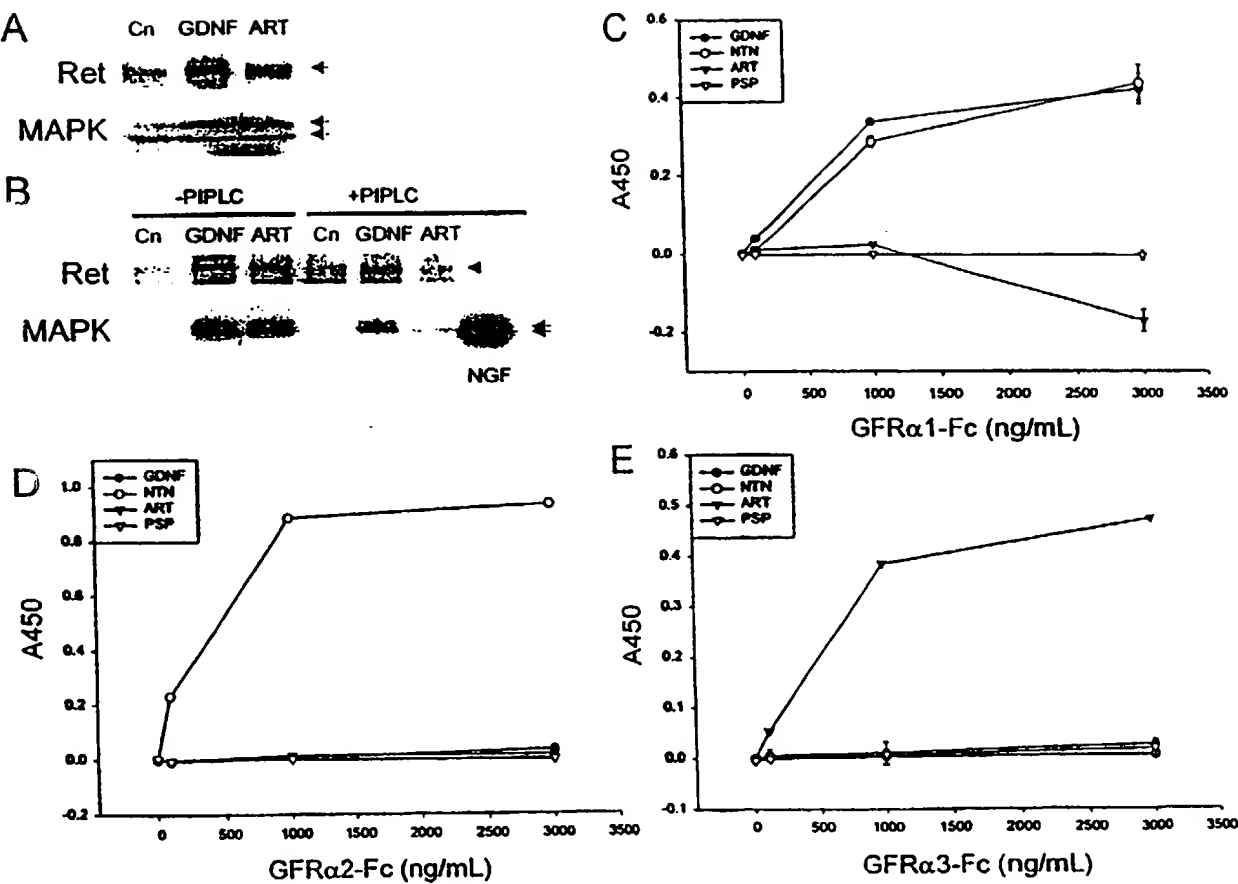 A
Cn GDNF ART
Ret
MAPK
B
-PIPLC +PIPLC
Cn GDNF ART Cn GDNF ART
Ret
MAPK
NGF
C
GDNF
NTN
ART
PSP
0.6
0.4
0.2
0.0
-0.2
A450
0 500 1000 1500 2000 2500 3000 3500
GFRα1-Fc (ng/mL)
D
GDNF
NTN
ART
PSP
1.0
0.8
0.6
0.4
0.2
0.0
-0.2
A450
0 500 1000 1500 2000 2500 3000 3500
GFRα2-Fc (ng/mL)
E
GDNF
NTN
ART
PSP
0.6
0.5
0.4
0.3
0.2
0.1
0.0
-0.1
A450
0 500 1000 1500 2000 2500 3000 3500
GFRα3-Fc (ng/mL)